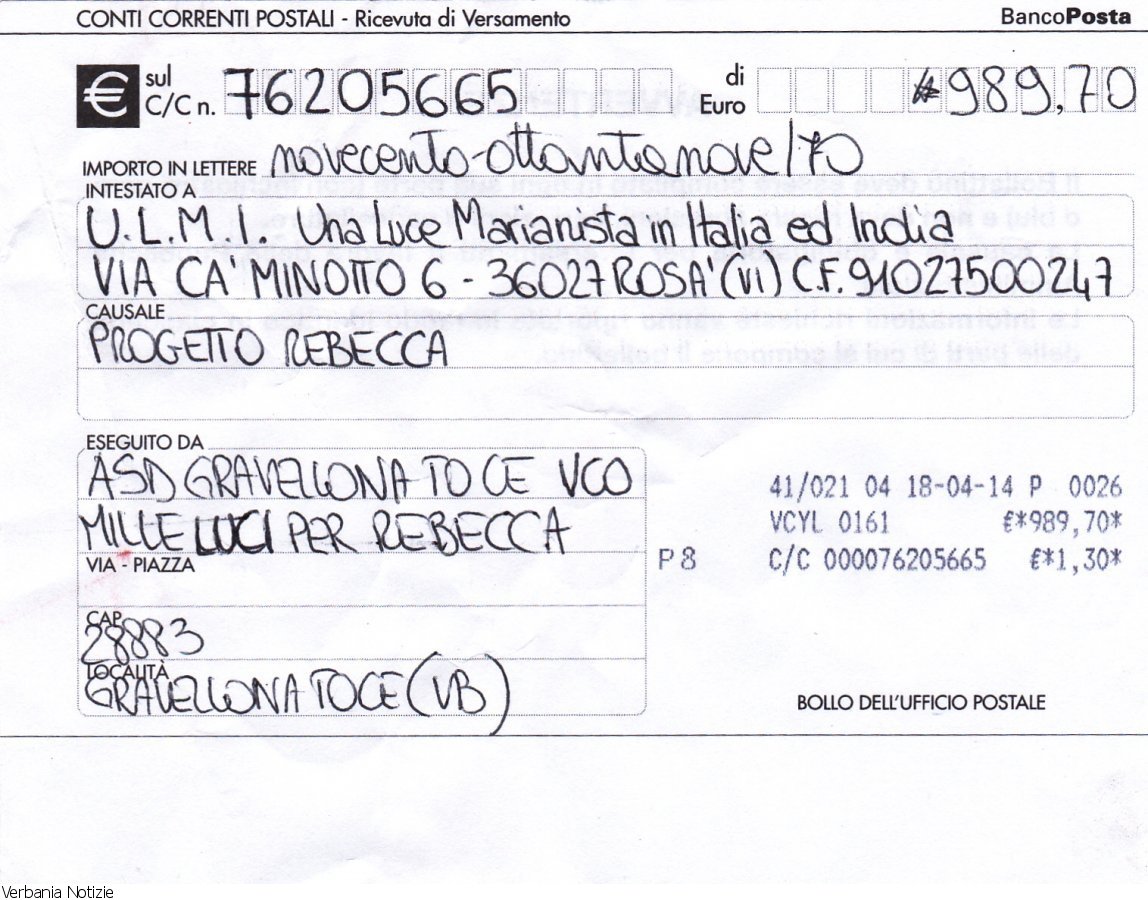 CONTI CORRENTI POSTALI - Ricevuta di Versamento BancoPosta
€ sul C/C n. 76205665 di Euro 989,70
IMPORTO IN LETTERE novecento-ottantanove/70
INTESTATO A
U.L.M.I. Una Luce Marianista in Italia ed India
VIA CA' MINOTTO 6 - 36027 ROSA' (VI) C.F. 91027500247
CAUSALE
PROGETTO REBECCA
ESEGUITO DA
ASD GRAVELLONA TOCE VCO
MILLE LUCI PER REBECCA
VIA - PIAZZA
CAP
28883
LOCALITÀ
GRAVELLONA TOCE (VB)
41/021 04 18-04-14 P 0026
VCYL 0161 €*989,70*
P 8 C/C 000076205665 €*1,30*
BOLLO DELL'UFFICIO POSTALE
Verbania Notizie